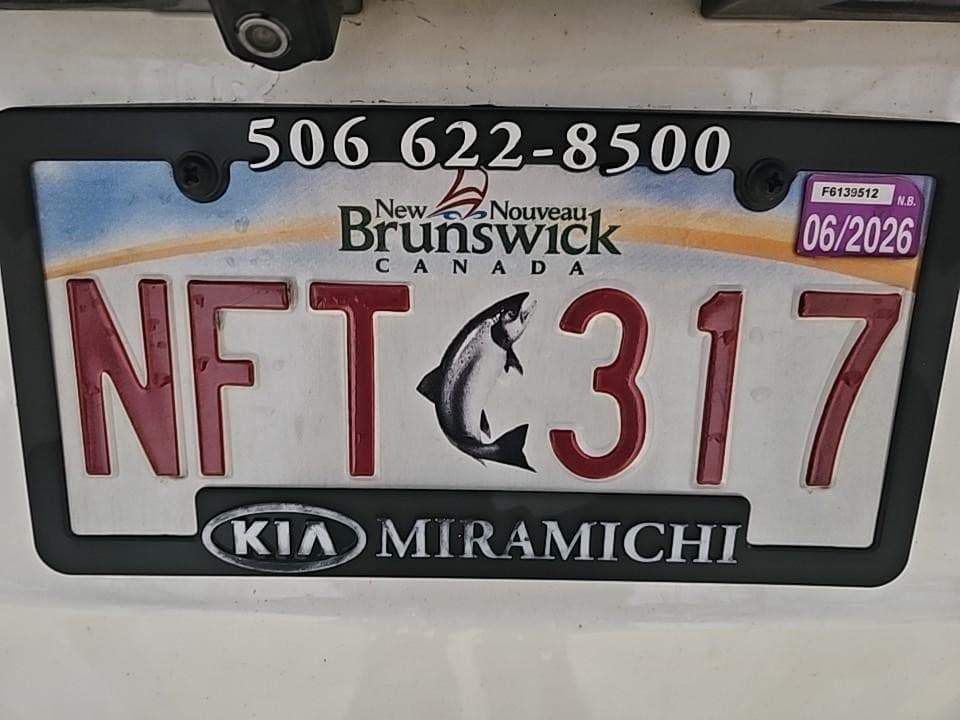 506 622-8500
F6139512 N.B.
06/2026
New Nouveau
Brunswick
CANADA
NFT 317
KIA MIRAMICHI